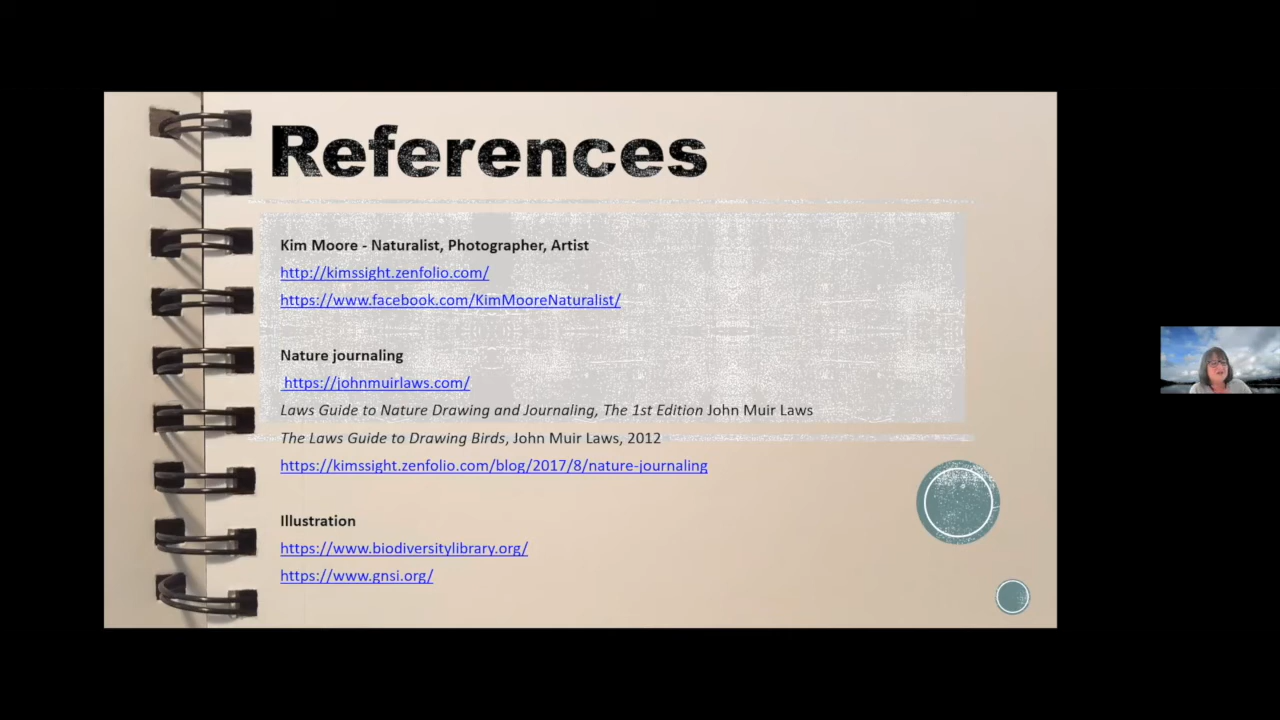 References
Kim Moore - Naturalist, Photographer, Artist
http://kimssight.zenfolio.com/
https://www.facebook.com/KimMooreNaturalist/
Nature journaling
https://johnmuirlaws.com/
Laws Guide to Nature Drawing and Journaling, The 1st Edition John Muir Laws
The Laws Guide to Drawing Birds, John Muir Laws, 2012
https://kimssight.zenfolio.com/blog/2017/8/nature-journaling
Illustration
https://www.biodiversitylibrary.org/
https://www.gnsi.org/